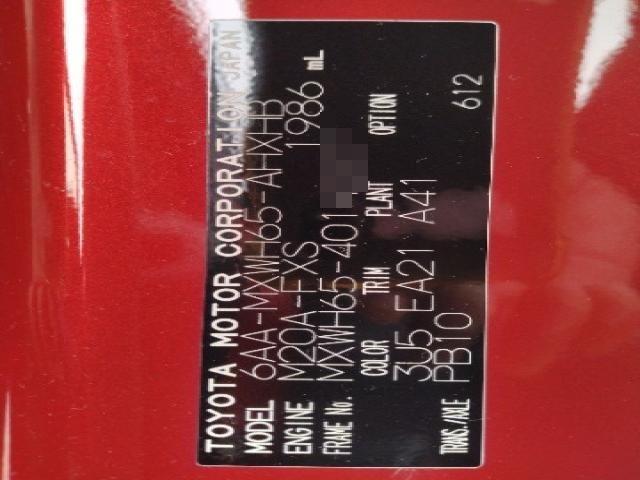 TOYOTA MOTOR CORPORATION JAPAN
MODEL 6AA-MXWH65-AHXHB
ENGINE M20A-FXS 1986 mL
FRAME No. MXWH65-401
COLOR TRIM PLANT OPTION
3U5 EA21 A41
TRANS./AXLE PB10 612